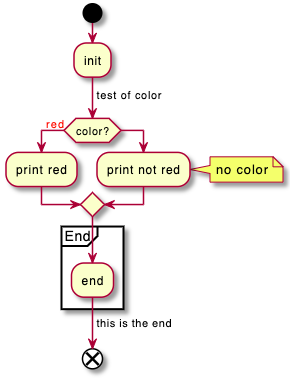 init
test of color
red
color?
print red
print not red
no color
End
end
this is the end